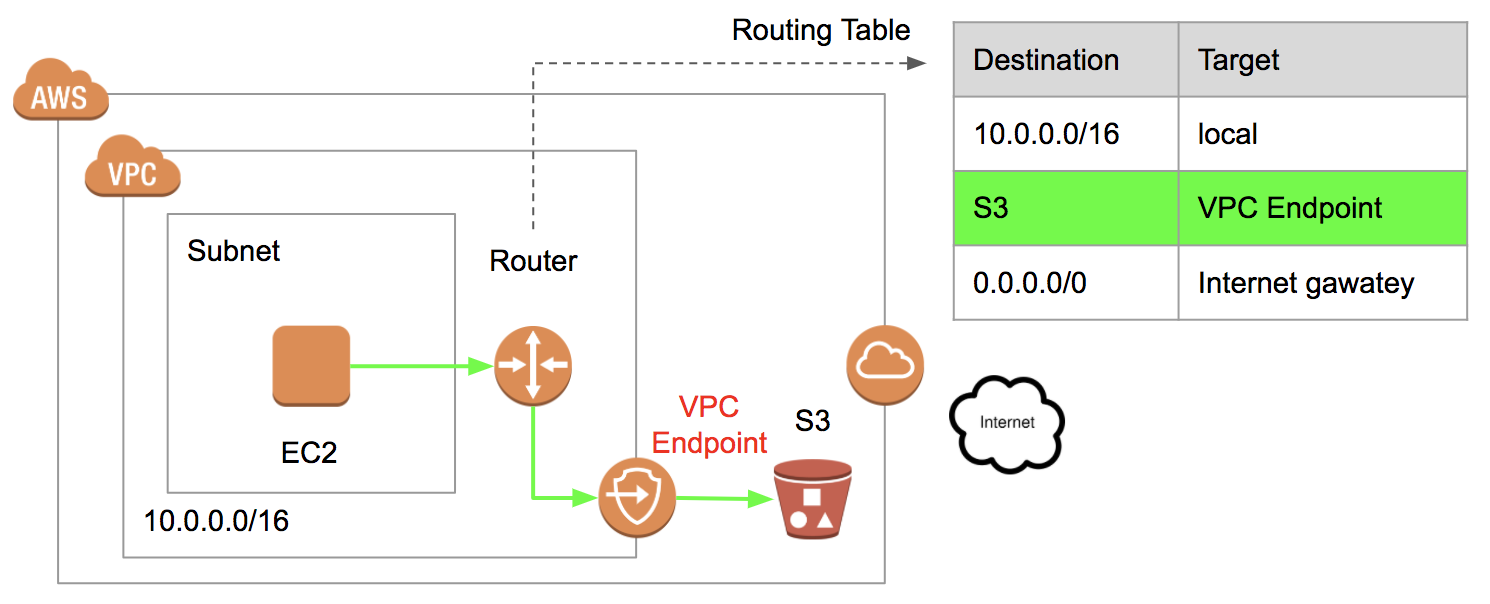 Routing Table
AWS
VPC
Subnet
Router
EC2
10.0.0.0/16
VPC
Endpoint
S3
Internet
Destination Target
10.0.0.0/16 local
S3 VPC Endpoint
0.0.0.0/0 Internet gawatey